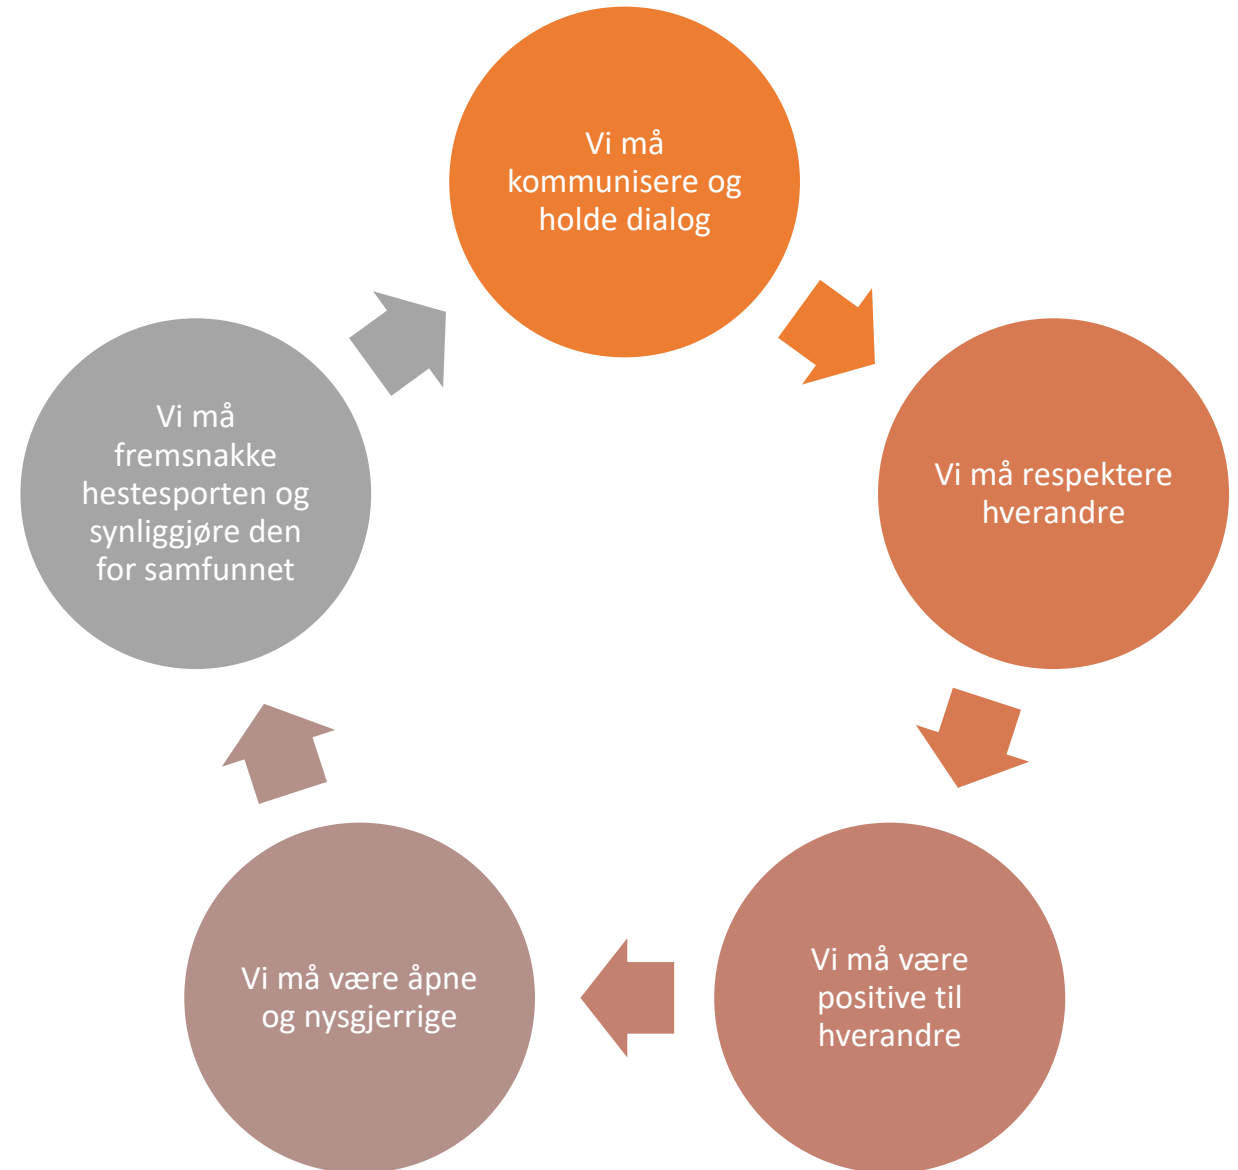 Vi må
kommunisere og
holde dialog
Vi må respektere
hverandre
Vi må være
positive til
hverandre
Vi må være åpne
og nysgjerrige
Vi må
fremsnakke
hestesporten og
synliggjøre den
for samfunnet